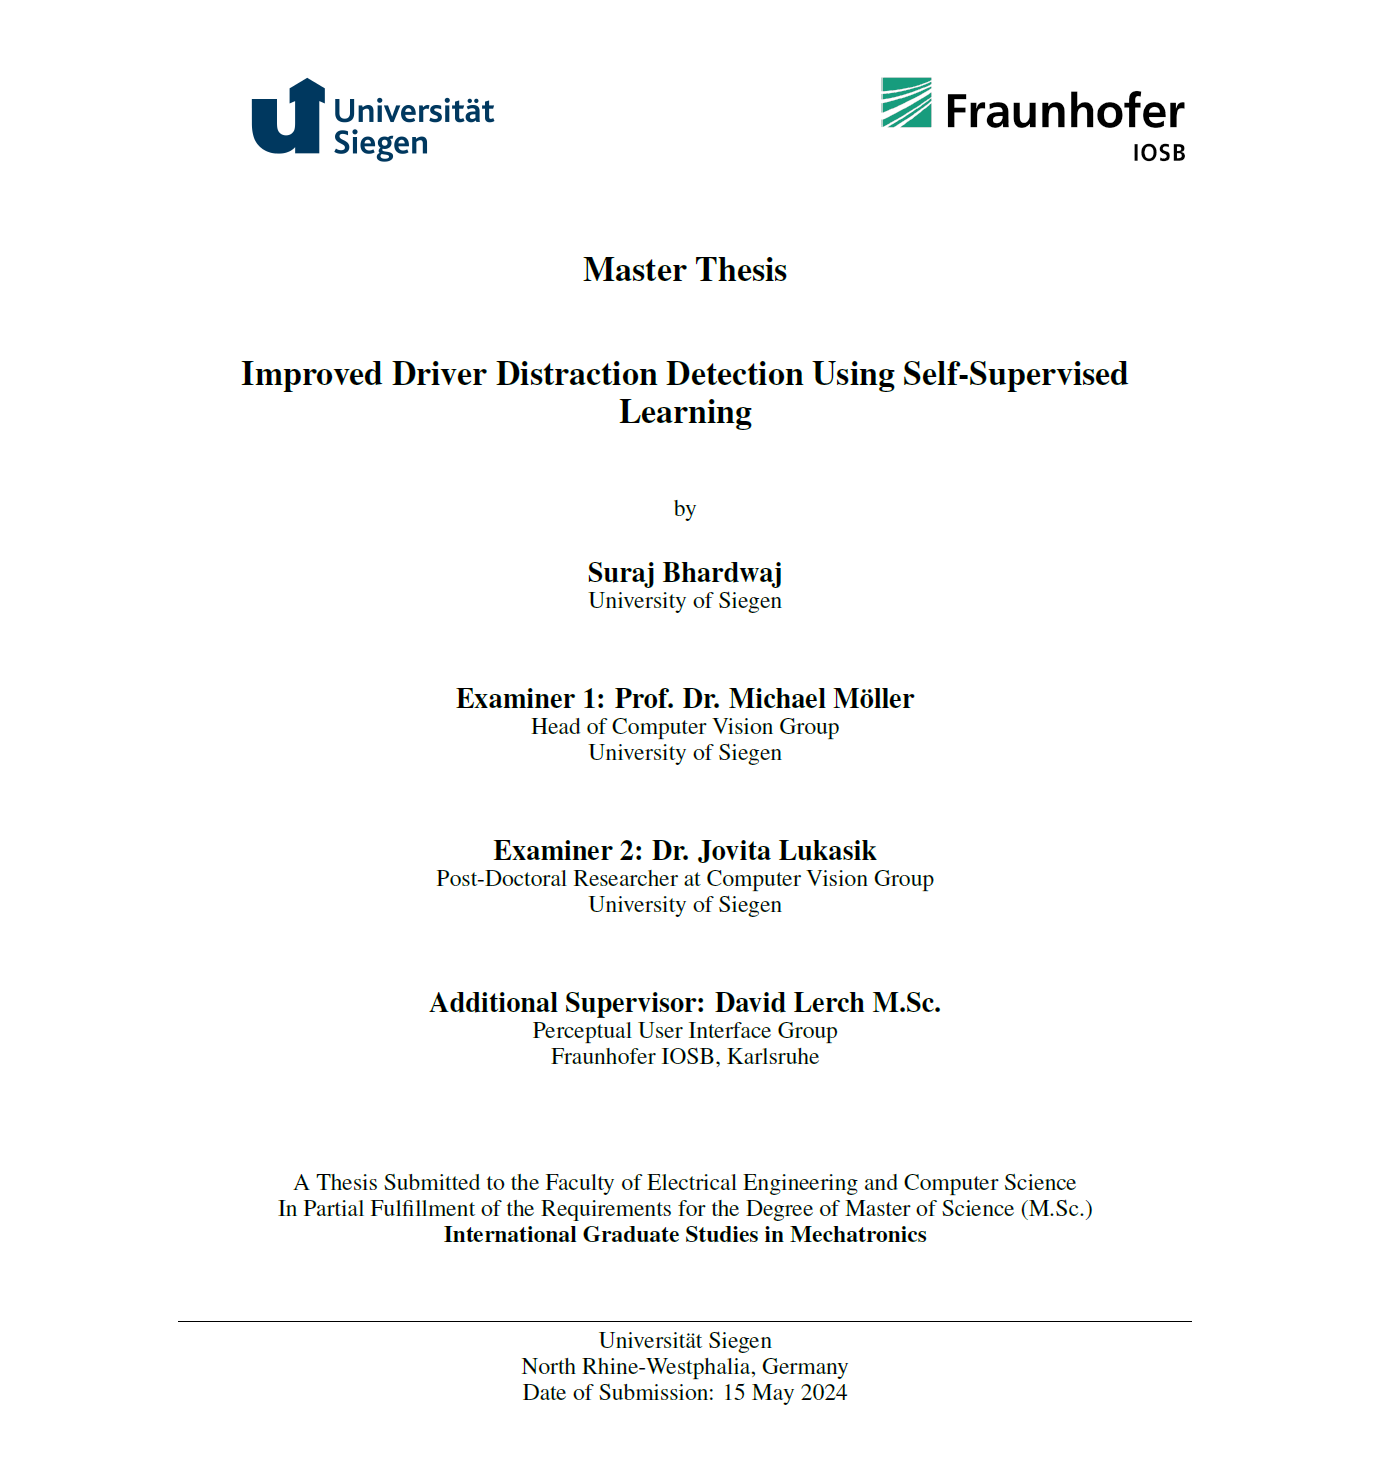 Universität
Siegen
Fraunhofer
IOSB
Master Thesis
Improved Driver Distraction Detection Using Self-Supervised
Learning
by
Suraj Bhardwaj
University of Siegen
Examiner 1: Prof. Dr. Michael Möller
Head of Computer Vision Group
University of Siegen
Examiner 2: Dr. Jovita Lukasik
Post-Doctoral Researcher at Computer Vision Group
University of Siegen
Additional Supervisor: David Lerch M.Sc.
Perceptual User Interface Group
Fraunhofer IOSB, Karlsruhe
A Thesis Submitted to the Faculty of Electrical Engineering and Computer Science
In Partial Fulfillment of the Requirements for the Degree of Master of Science (M.Sc.)
International Graduate Studies in Mechatronics
Universität Siegen
North Rhine-Westphalia, Germany
Date of Submission: 15 May 2024